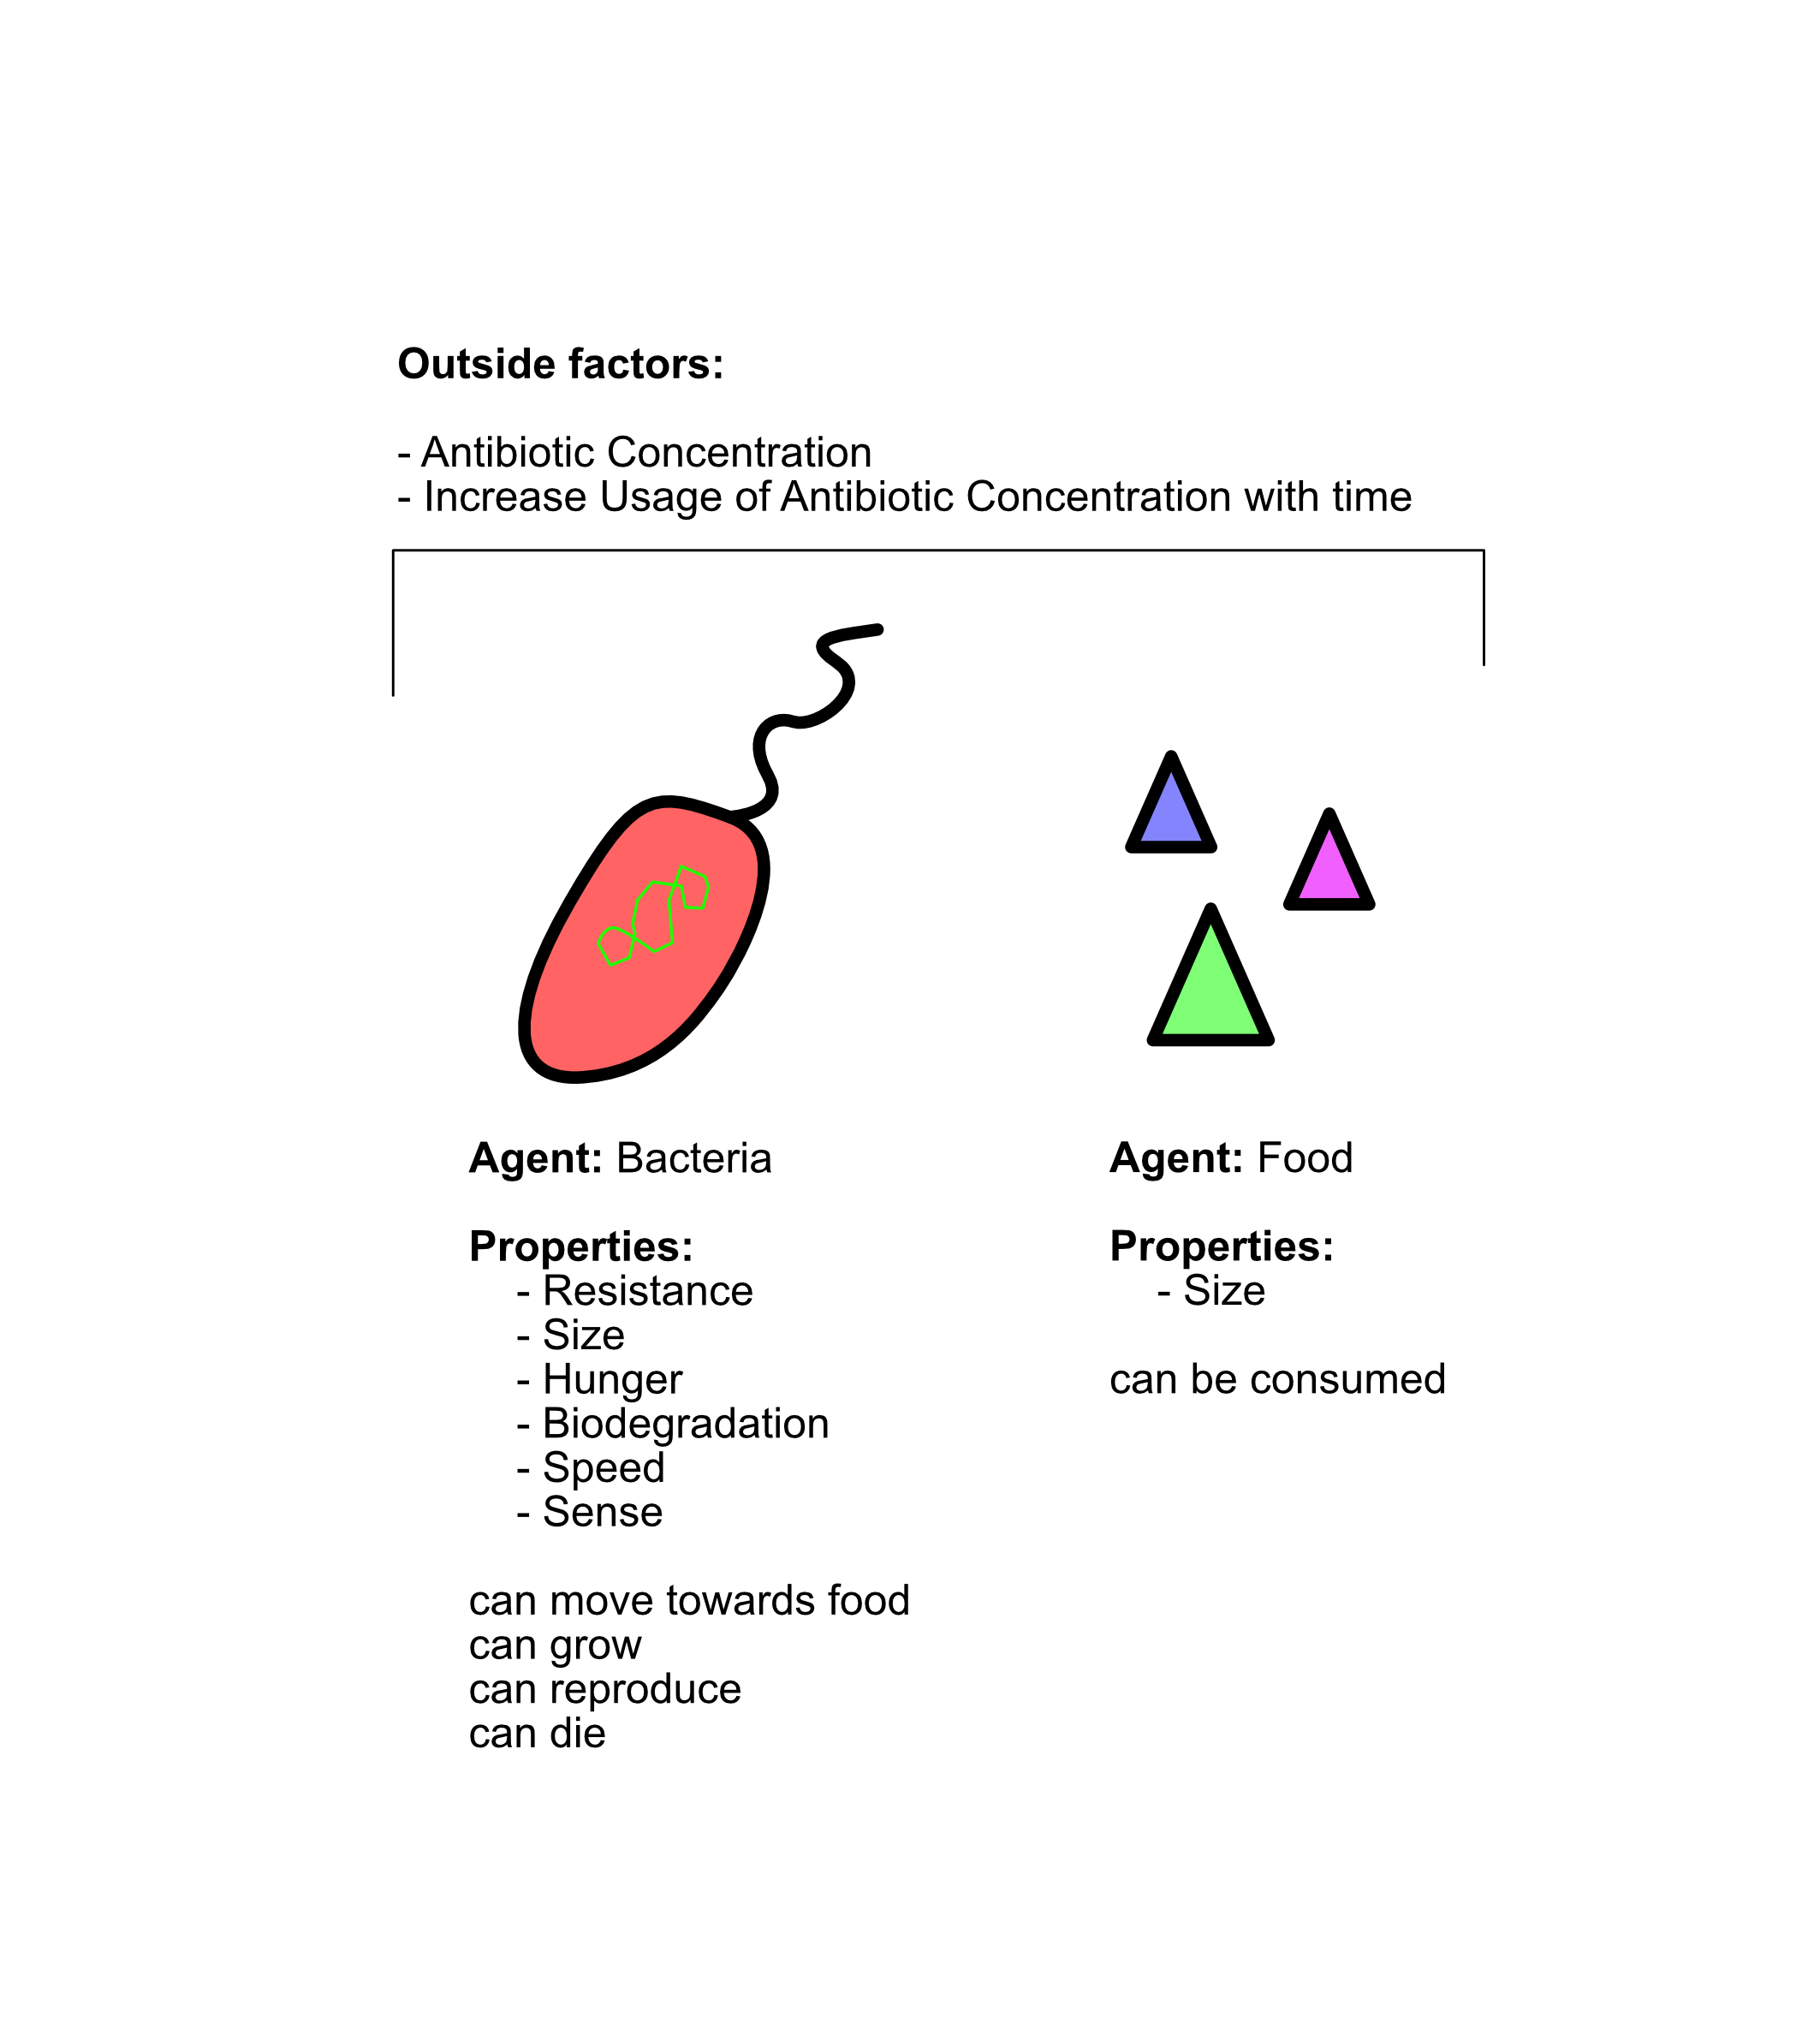 Outside factors:
- Antibiotic Concentration
- Increase Usage of Antibiotic Concentration with time
Agent: Bacteria
Properties:
- Resistance
- Size
- Hunger
- Biodegradation
- Speed
- Sense
can move towards food
can grow
can reproduce
can die
Agent: Food
Properties:
- Size
can be consumed